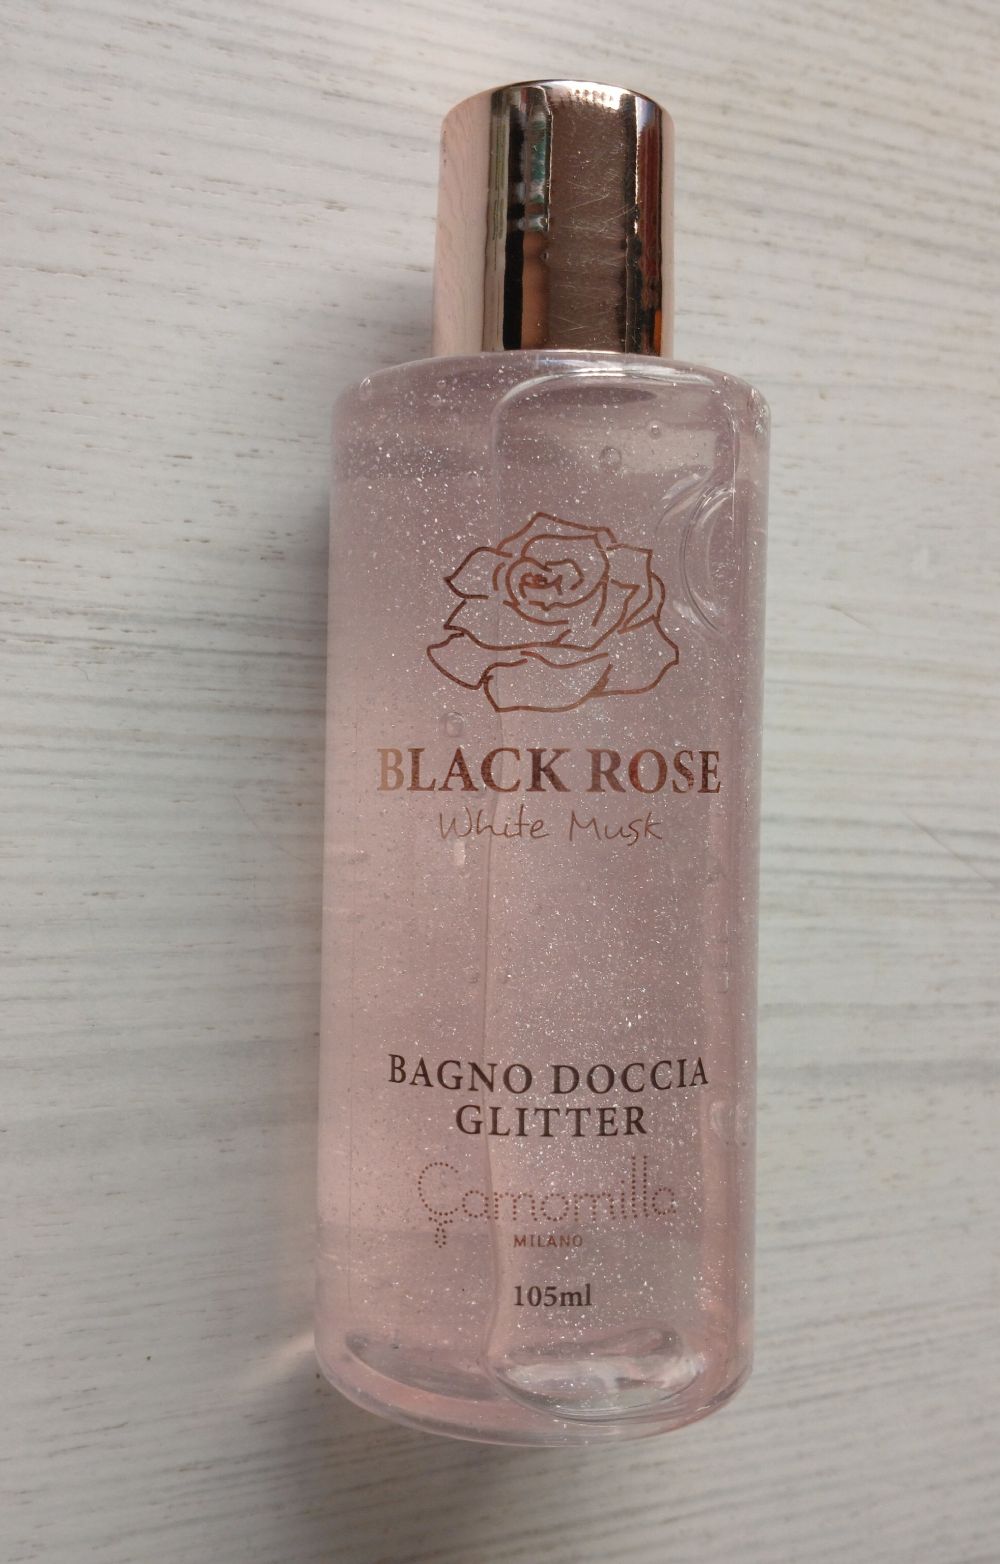 BLACK ROSE
White Musk
BAGNO DOCCIA
GLITTER
Camomilla
MILANO
105ml